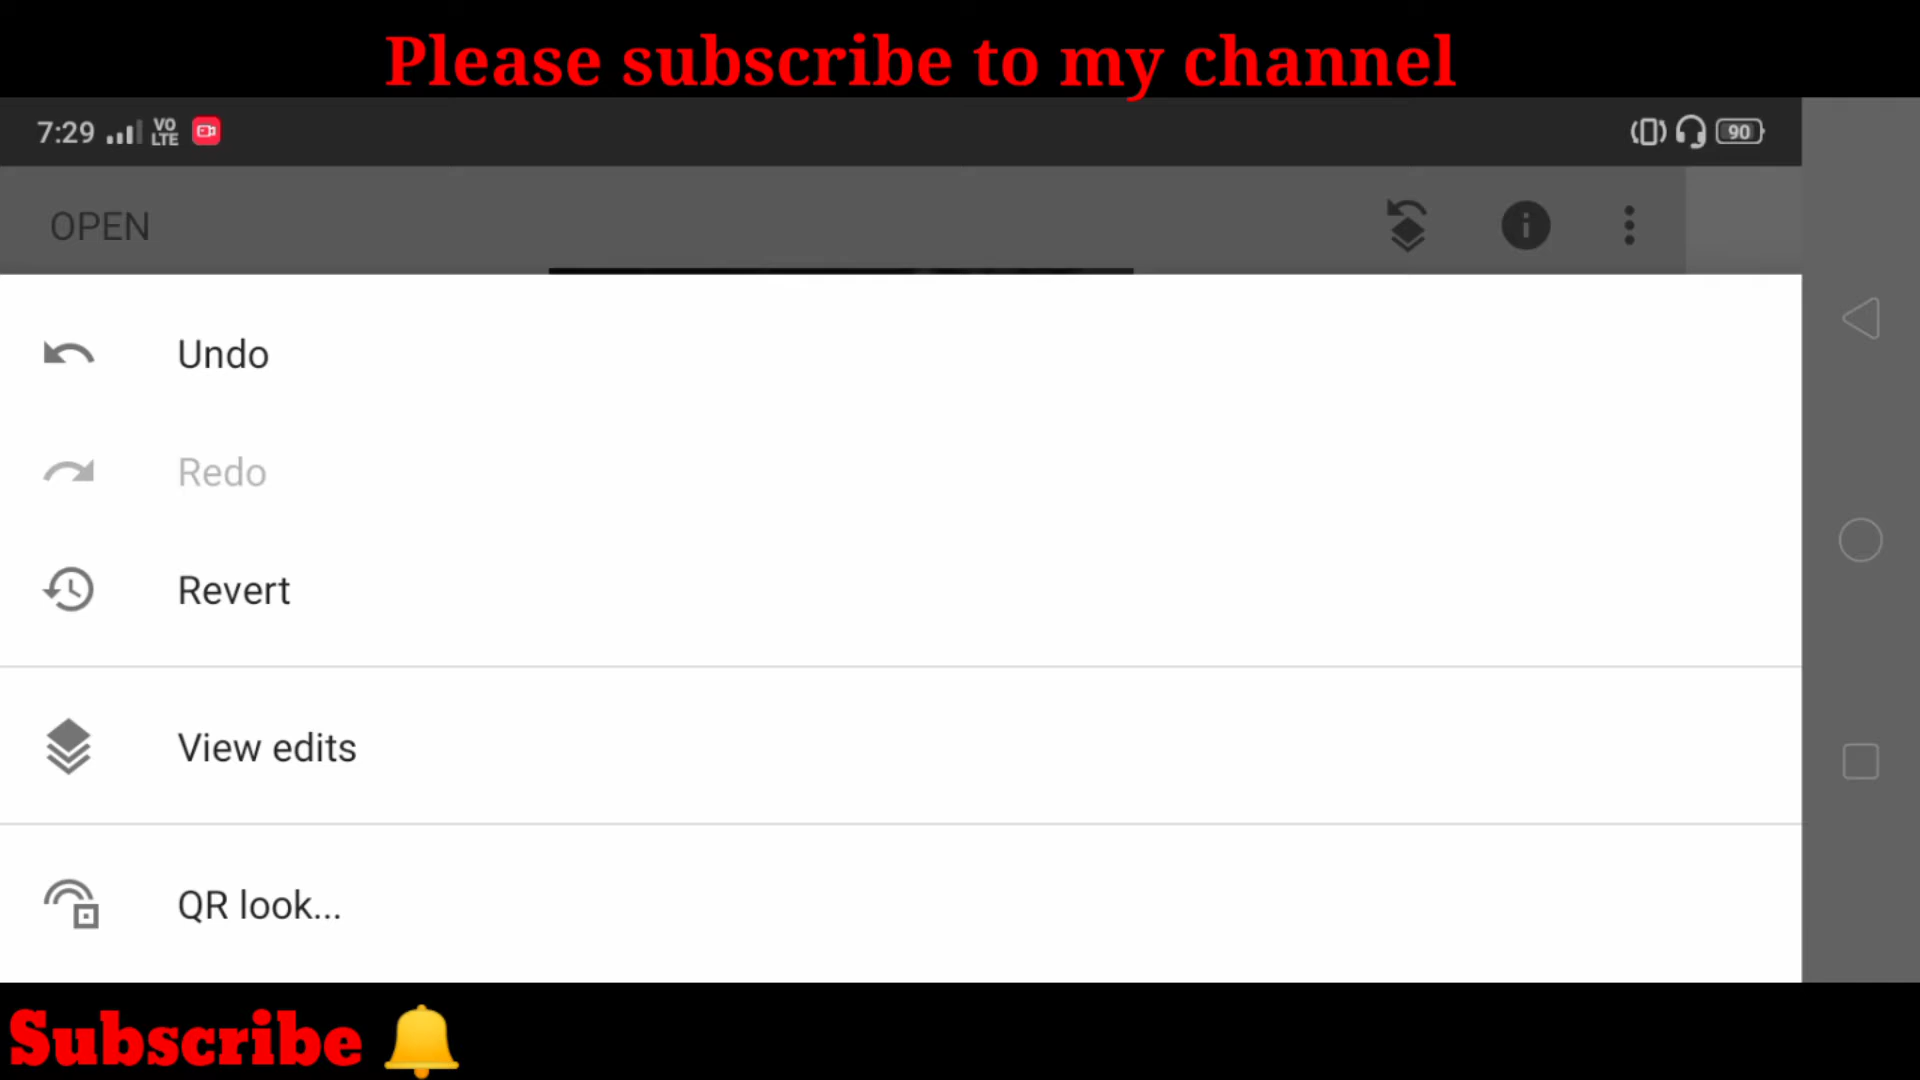 Please subscribe to my channel
7:29 VO LTE 90
OPEN
Undo
Redo
Revert
View edits
QR look...
Subscribe